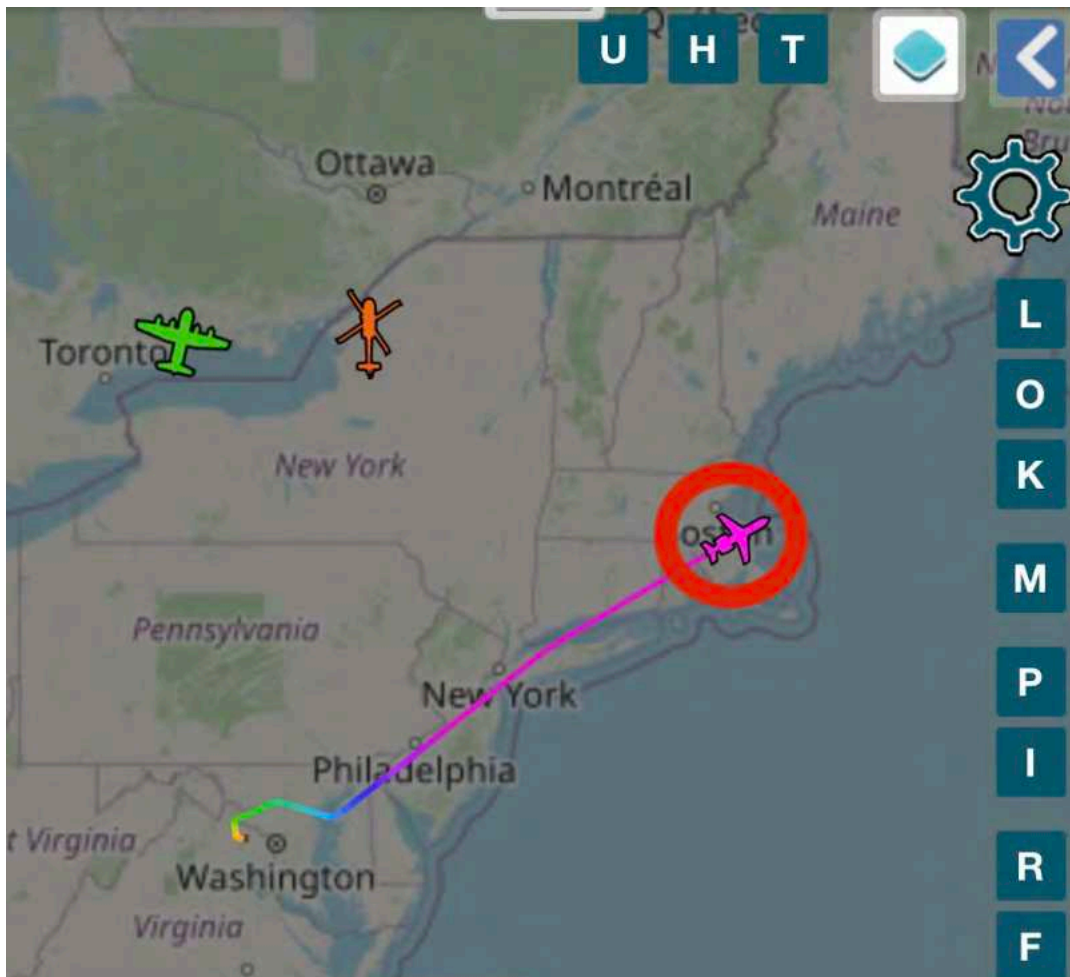 U H T
Ottawa
Montréal
Maine
Toronto
L
O
New York
K
M
Pennsylvania
New York
P
Philadelphia
I
t Virginia
Washington
R
Virginia
F